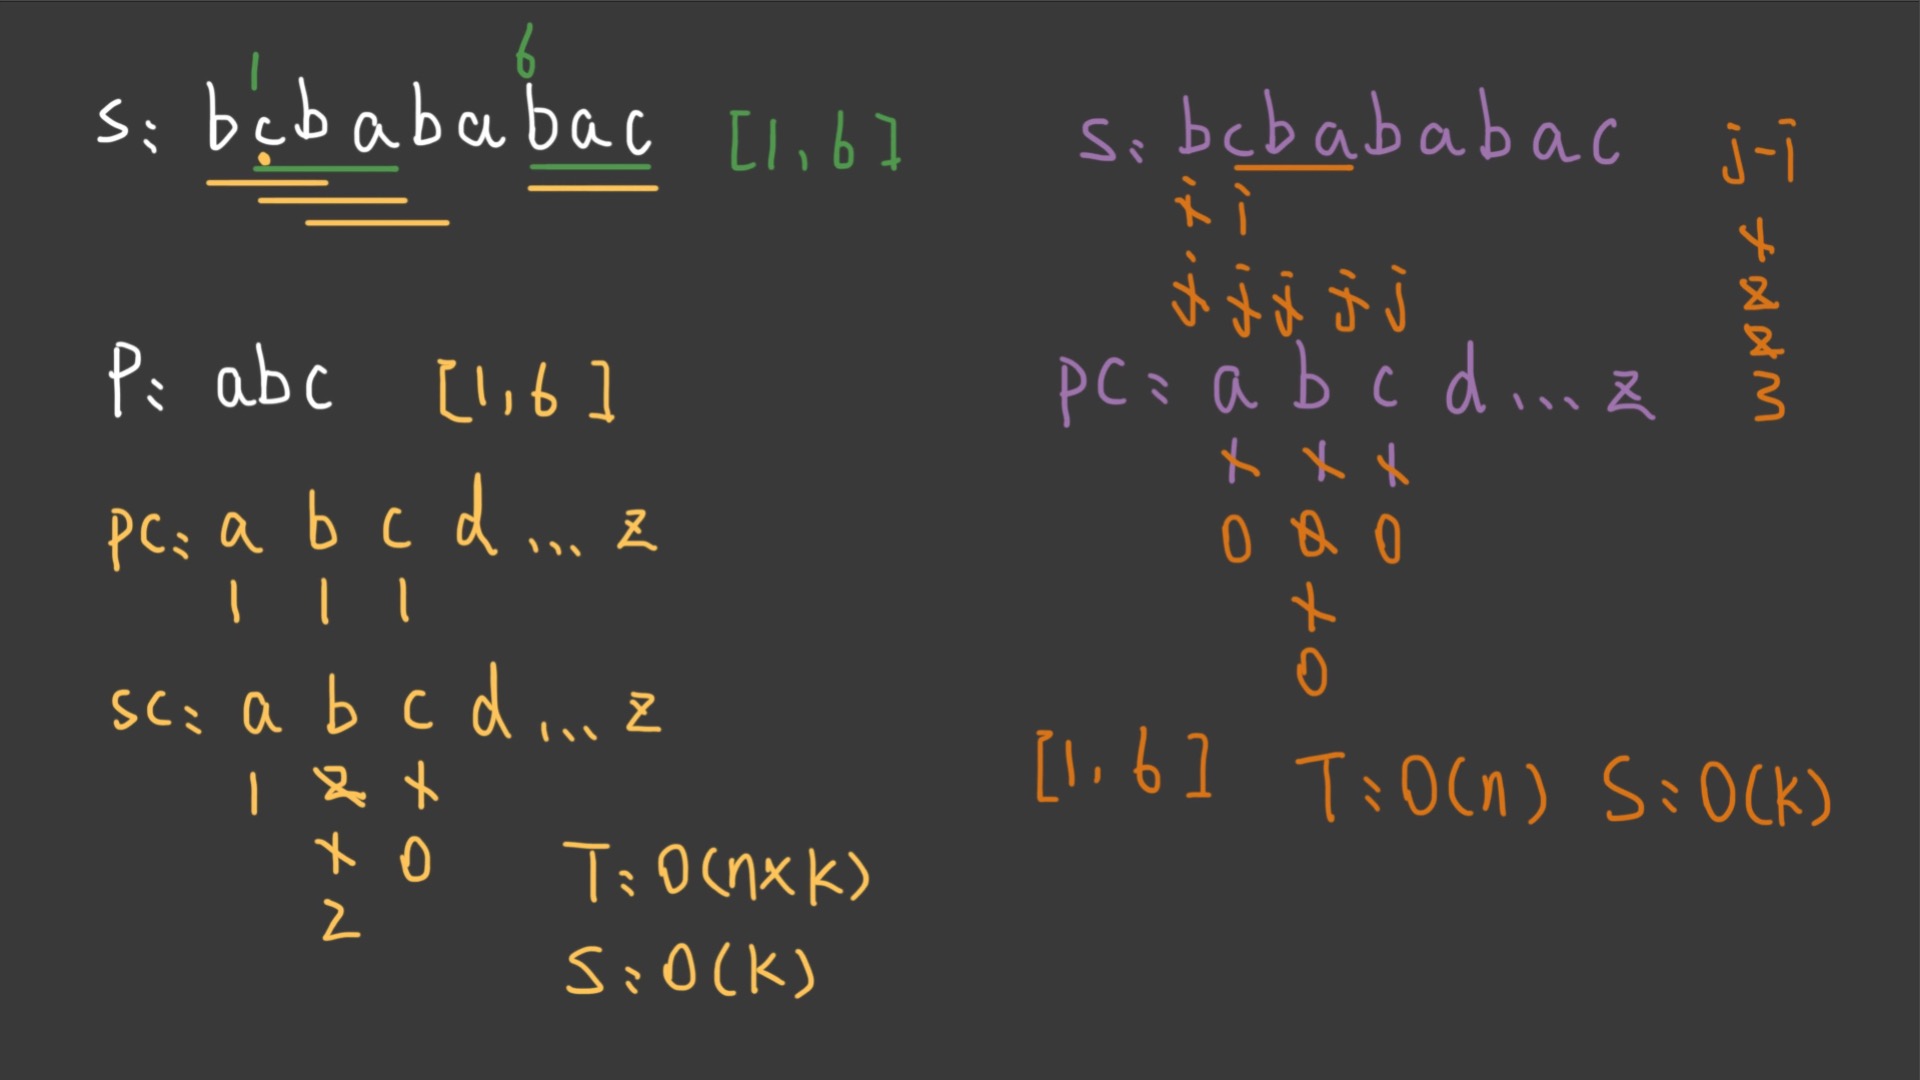 1 6
s: bcbababac [1,6]
p: abc [1,6]
pc: a b c d ... z
1 1 1
sc: a b c d ... z
1 2 1
1 0
2
T: O(n×k)
S: O(k)
s: bcbababac
j-i
i i
j j j j j
1
2
2
3
pc: a b c d ... z
1 1 1
0 0 0
1
0
[1,6] T: O(n) S: O(k)